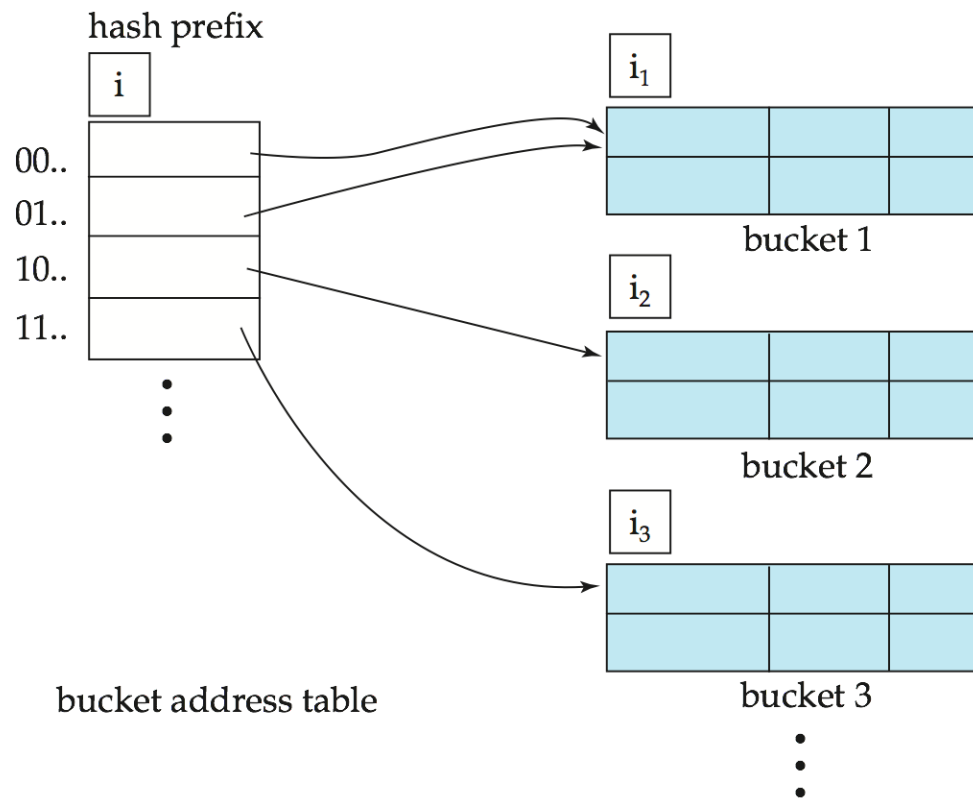 hash prefix
i
00..
01..
10..
11..
bucket address table
i₁
bucket 1
i₂
bucket 2
i₃
bucket 3